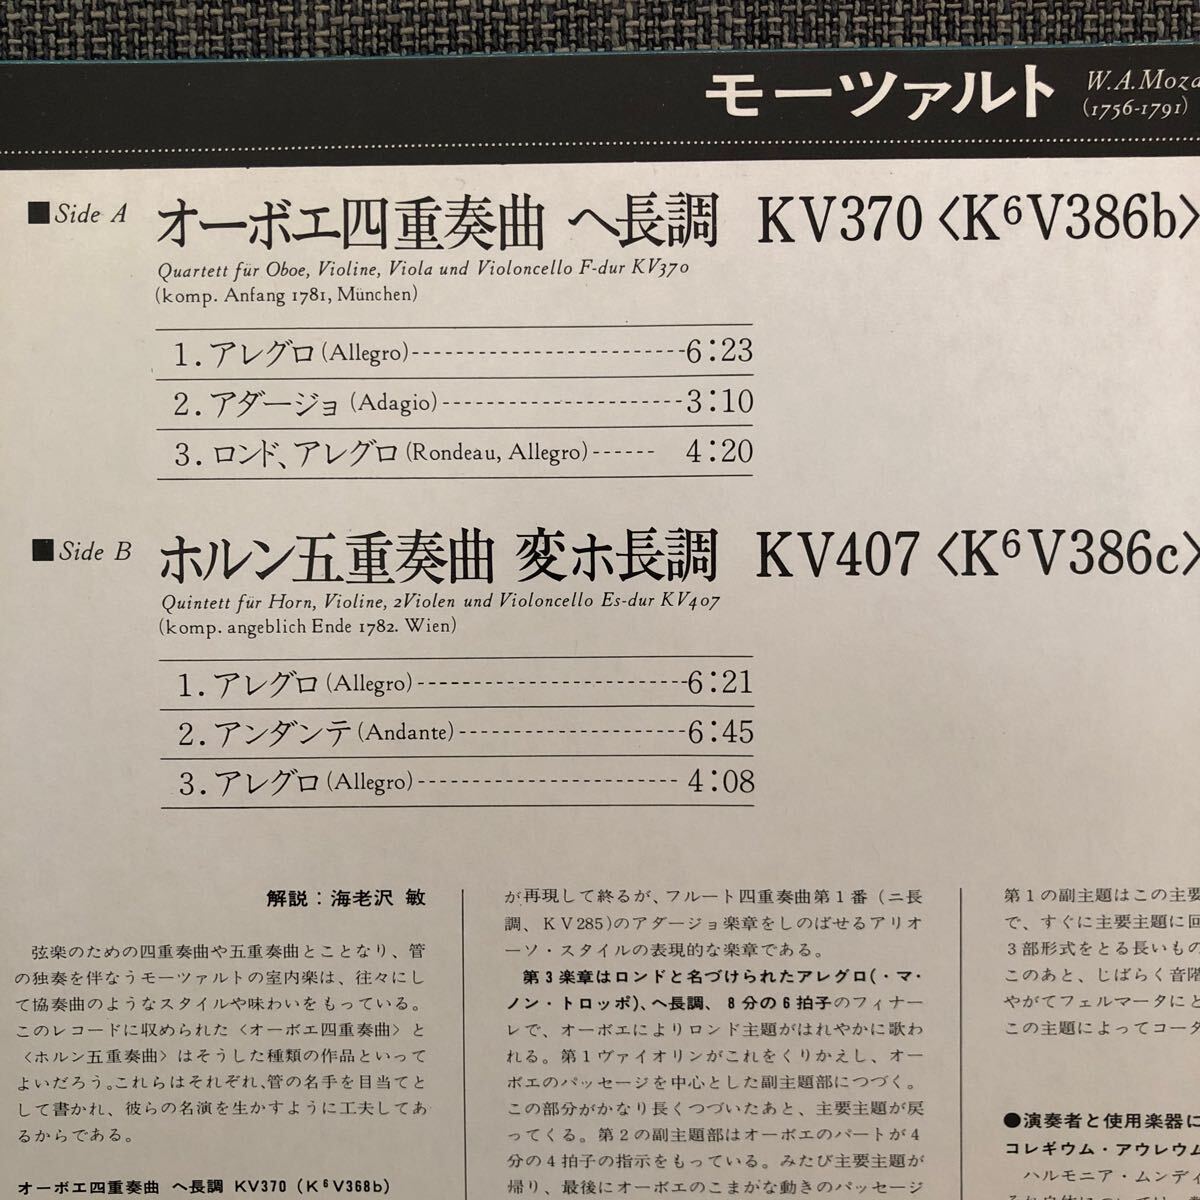 モーツァルト W.A.Moza
(1756-1791)
■Side A オーボエ四重奏曲 ヘ長調 KV370〈K⁶V386b〉
Quartett für Oboe, Violine, Viola und Violoncello F-dur KV370
(komp. Anfang 1781, München)
1. アレグロ(Allegro)-------------------------6:23
2. アダージョ(Adagio)----------------------3:10
3. ロンド、アレグロ(Rondeau, Allegro)------ 4:20
■Side B ホルン五重奏曲 変ホ長調 KV407〈K⁶V386c〉
Quintett für Horn, Violine, 2Violen und Violoncello Es-dur KV407
(komp. angeblich Ende 1782. Wien)
1. アレグロ(Allegro)-------------------------6:21
2. アンダンテ(Andante)---------------------6:45
3. アレグロ(Allegro)------------------------ 4:08
解説：海老沢 敏
弦楽のための四重奏曲や五重奏曲とことなり、管
の独奏を伴なうモーツァルトの室内楽は、往々にし
て協奏曲のようなスタイルや味わいをもっている。
このレコードに収められた〈オーボエ四重奏曲〉と
〈ホルン五重奏曲〉はそうした種類の作品といって
よいだろう。これらはそれぞれ、管の名手を目当てと
して書かれ、彼らの名演を生かすように工夫してあ
るからである。
オーボエ四重奏曲 ヘ長調 KV370 (K⁶V368b)
が再現して終るが、フルート四重奏曲第1番（ニ長
調、KV285)のアダージョ楽章をしのばせるアリオ
ーソ・スタイルの表現的な楽章である。
第3楽章はロンドと名づけられたアレグロ(・マ・
ノン・トロッポ)、ヘ長調、8分の6拍子のフィナー
レで、オーボエによりロンド主題がはれやかに歌わ
れる。第1ヴァイオリンがこれをくりかえし、オー
ボエのパッセージを中心とした副主題部につづく。
この部分がかなり長くつづいたあと、主要主題が戻
ってくる。第2の副主題部はオーボエのパートが4
分の4拍子の指示をもっている。みたび主要主題が
帰り、最後にオーボエのこまかな動きのパッセージ
第1の副主題はこの主要
で、すぐに主要主題に回
3部形式をとる長いもの
このあと、じばらく音階
やがてフェルマータにと
この主題によってコータ
●演奏者と使用楽器に
コレギウム・アウレウム
ハルモニア・ムンディ